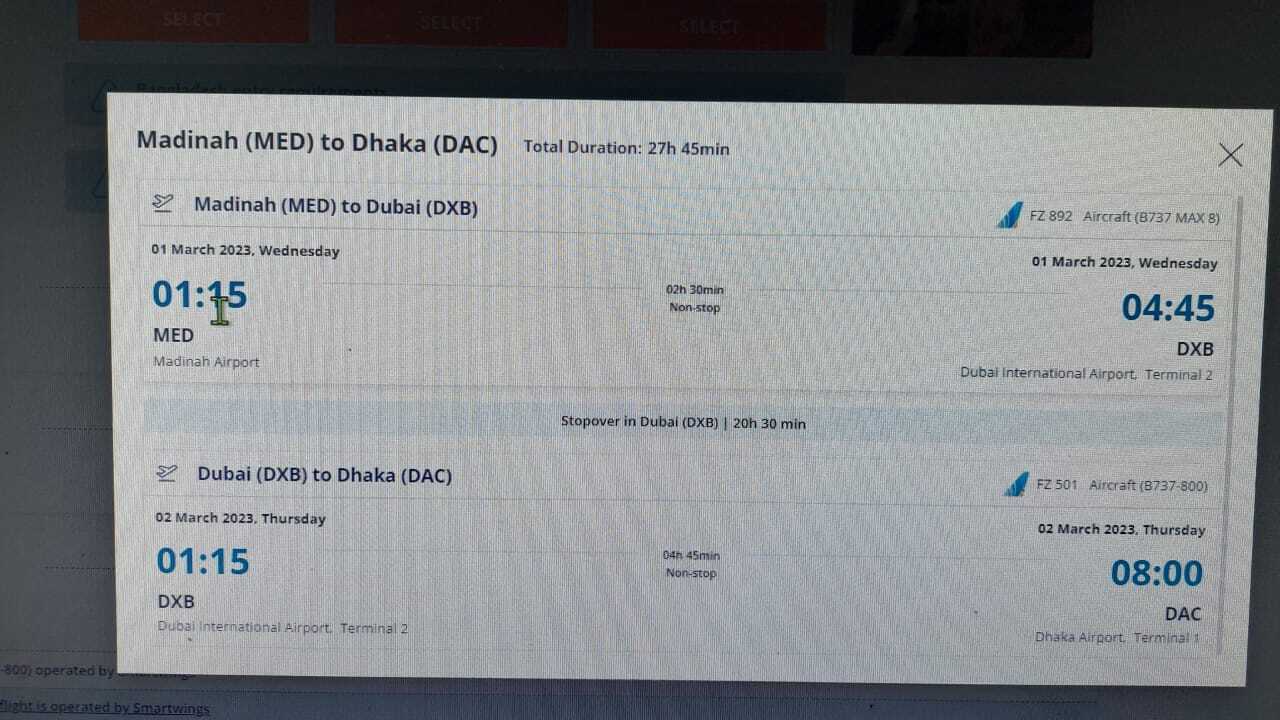 SELECT SELECT SELECT
Bangladesh entry requirements
Madinah (MED) to Dhaka (DAC) Total Duration: 27h 45min
Madinah (MED) to Dubai (DXB) FZ 892 Aircraft (B737 MAX 8)
01 March 2023, Wednesday 01 March 2023, Wednesday
01:15 02h 30min 04:45
Non-stop
MED DXB
Madinah Airport Dubai International Airport, Terminal 2
Stopover in Dubai (DXB) | 20h 30 min
Dubai (DXB) to Dhaka (DAC) FZ 501 Aircraft (B737-800)
02 March 2023, Thursday 02 March 2023, Thursday
01:15 04h 45min 08:00
Non-stop
DXB DAC
Dubai International Airport, Terminal 2 Dhaka Airport, Terminal 1
-800) operated by Smartwings
flight is operated by Smartwings